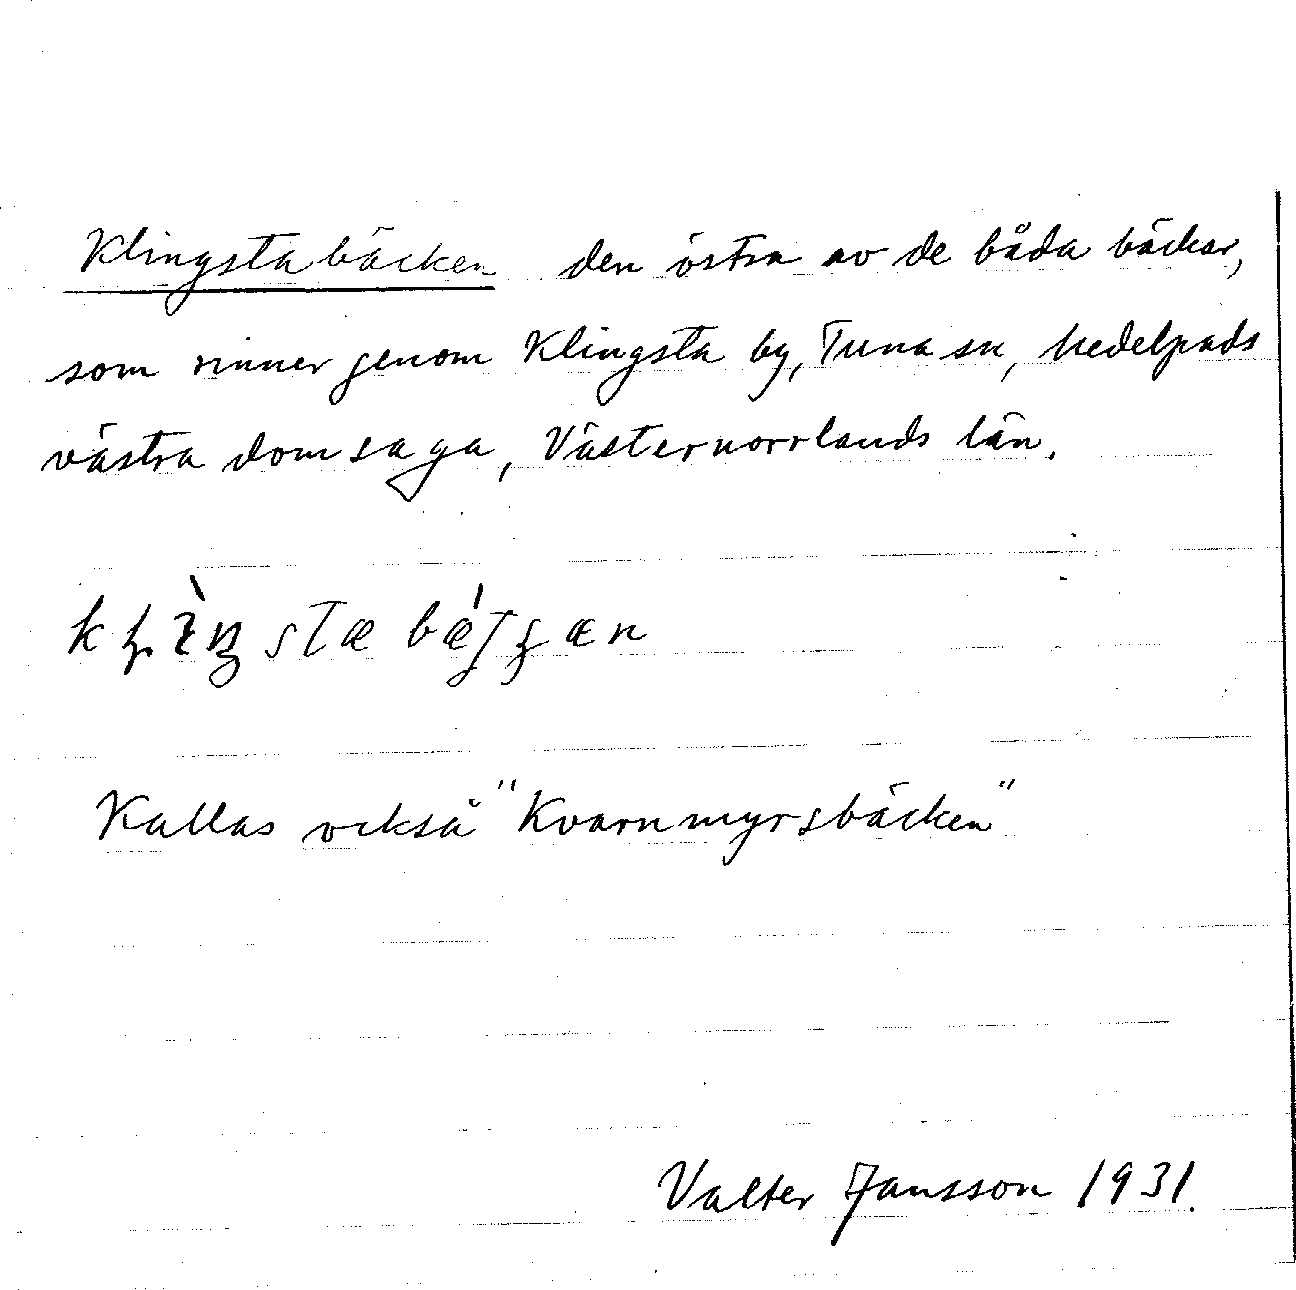 Klingstabäcken den östra av de båda bäckar,
som rinner genom Klingsta by, Tuna sn, Medelpads
västra domsaga, Västernorrlands län.
Kallas också "Kvarnmyrsbäcken"
Valter Jansson 1931.